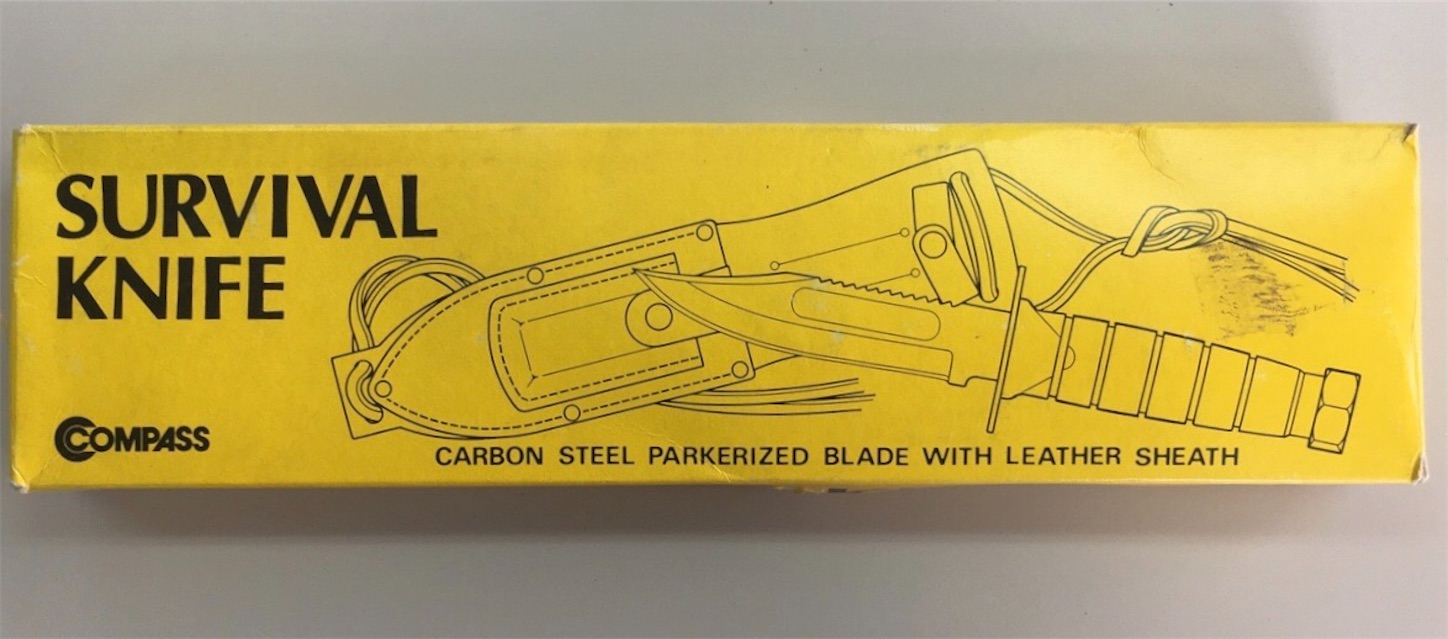 SURVIVAL
KNIFE
COMPASS
CARBON STEEL PARKERIZED BLADE WITH LEATHER SHEATH